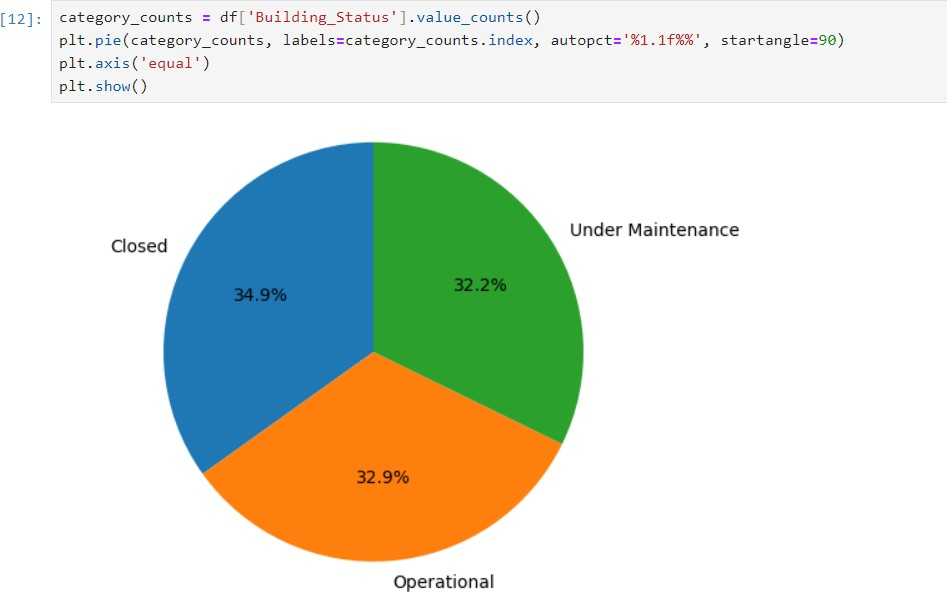 [12]:
category_counts = df['Building_Status'].value_counts()
plt.pie(category_counts, labels=category_counts.index, autopct='%1.1f%%', startangle=90)
plt.axis('equal')
plt.show()
Under Maintenance
Closed
32.2%
34.9%
32.9%
Operational